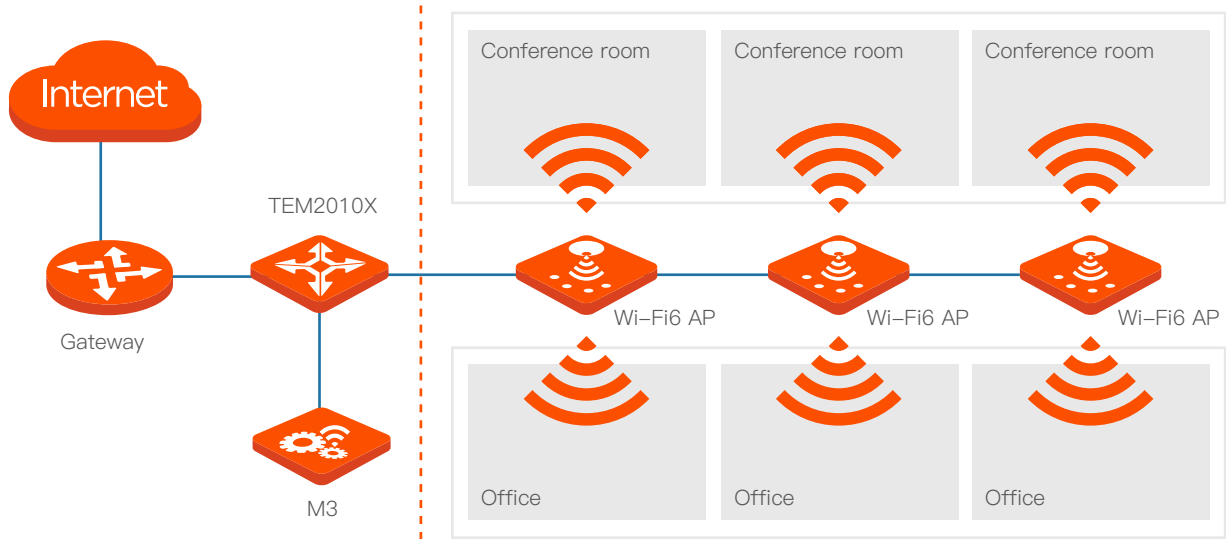 Internet
Gateway
TEM2010X
M3
Conference room
Conference room
Conference room
Wi-Fi6 AP
Wi-Fi6 AP
Wi-Fi6 AP
Office
Office
Office